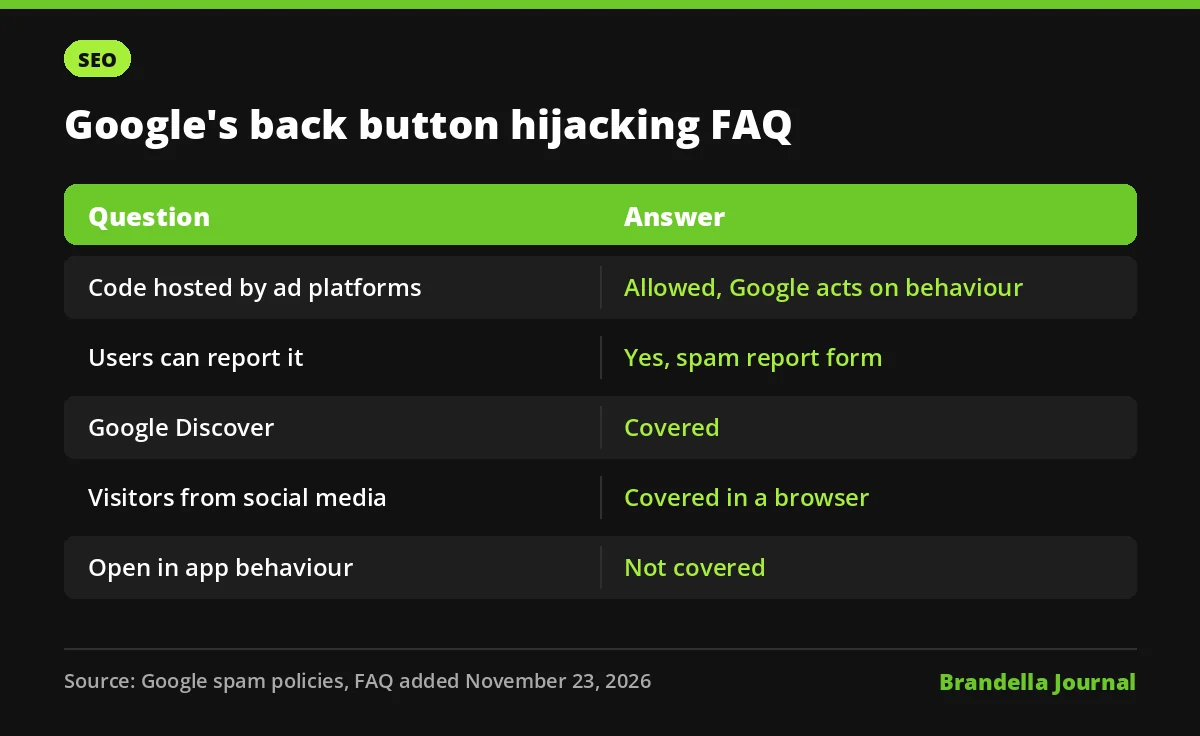 SEO
Google's back button hijacking FAQ
Question Answer
Code hosted by ad platforms Allowed, Google acts on behaviour
Users can report it Yes, spam report form
Google Discover Covered
Visitors from social media Covered in a browser
Open in app behaviour Not covered
Source: Google spam policies, FAQ added November 23, 2026 Brandella Journal